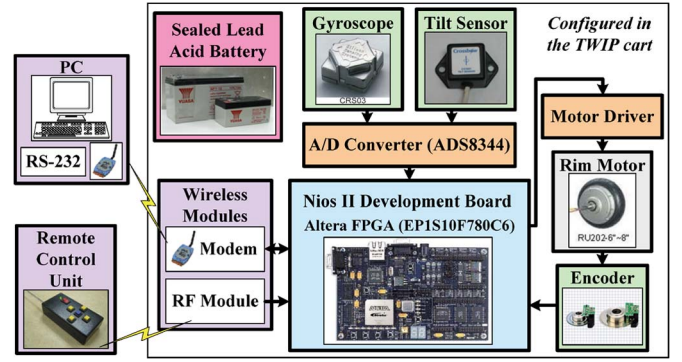 PC
RS-232
Remote
Control
Unit
Sealed Lead
Acid Battery
Gyroscope
CRS03
Tilt Sensor
Configured in
the TWIP cart
A/D Converter (ADS8344)
Motor Driver
Rim Motor
RU202-6"~8"
Encoder
Wireless
Modules
Modem
RF Module
Nios II Development Board
Altera FPGA (EP1S10F780C6)